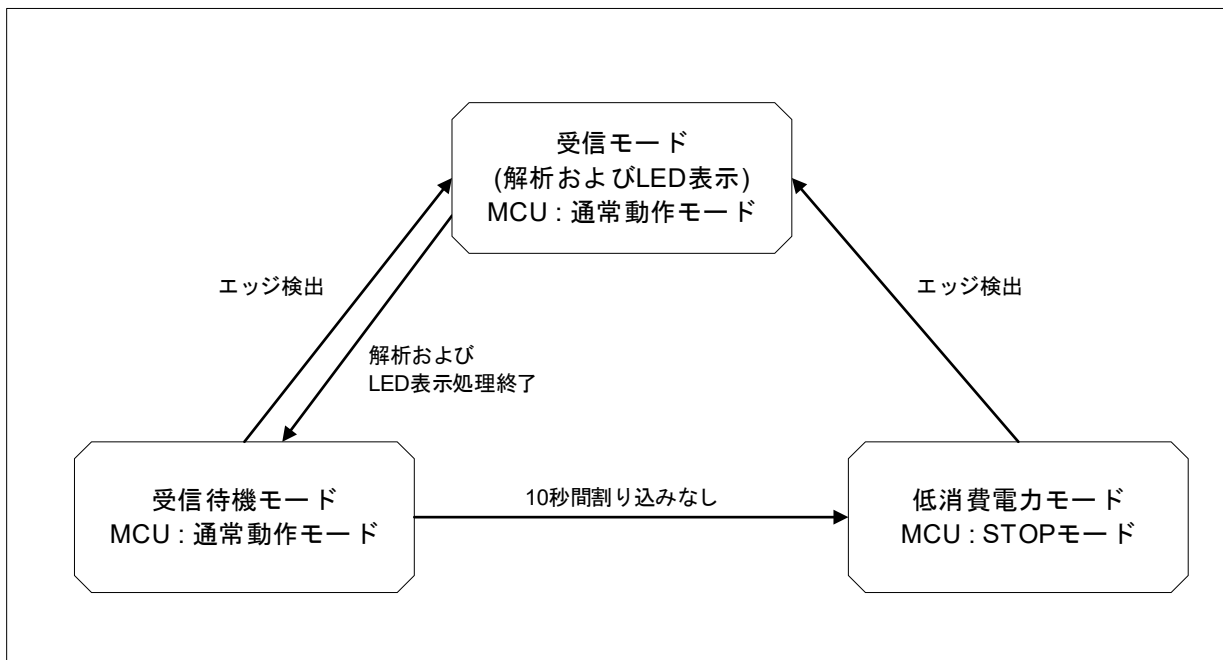 受信モード
(解析およびLED表示)
MCU : 通常動作モード
エッジ検出
エッジ検出
解析および
LED表示処理終了
受信待機モード
MCU : 通常動作モード
10秒間割り込みなし
低消費電力モード
MCU : STOPモード